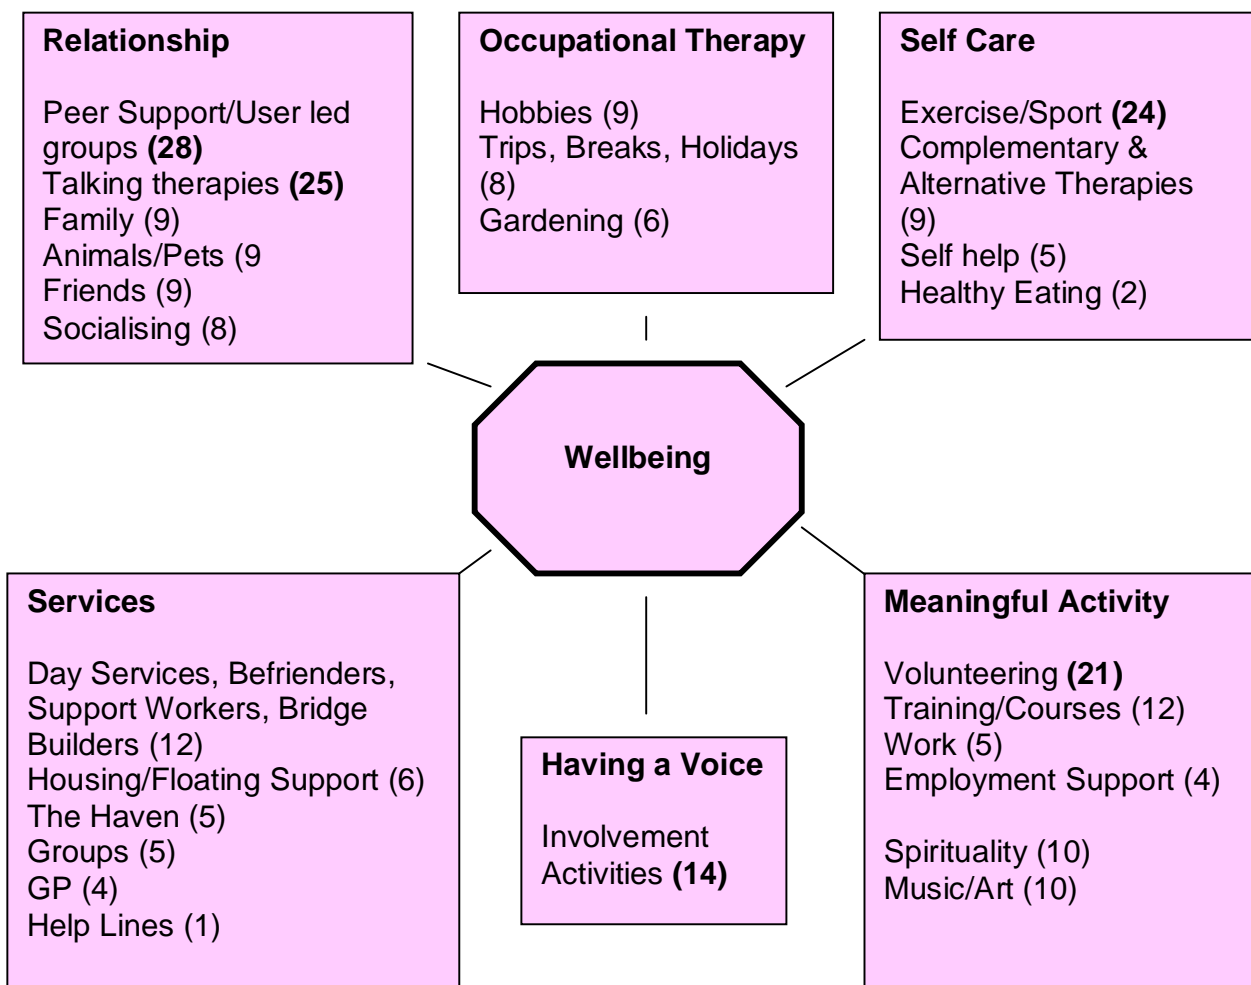 Relationship
Peer Support/User led
groups (28)
Talking therapies (25)
Family (9)
Animals/Pets (9
Friends (9)
Socialising (8)
Occupational Therapy
Hobbies (9)
Trips, Breaks, Holidays
(8)
Gardening (6)
Self Care
Exercise/Sport (24)
Complementary &
Alternative Therapies
(9)
Self help (5)
Healthy Eating (2)
Wellbeing
Services
Day Services, Befrienders,
Support Workers, Bridge
Builders (12)
Housing/Floating Support (6)
The Haven (5)
Groups (5)
GP (4)
Help Lines (1)
Having a Voice
Involvement
Activities (14)
Meaningful Activity
Volunteering (21)
Training/Courses (12)
Work (5)
Employment Support (4)
Spirituality (10)
Music/Art (10)